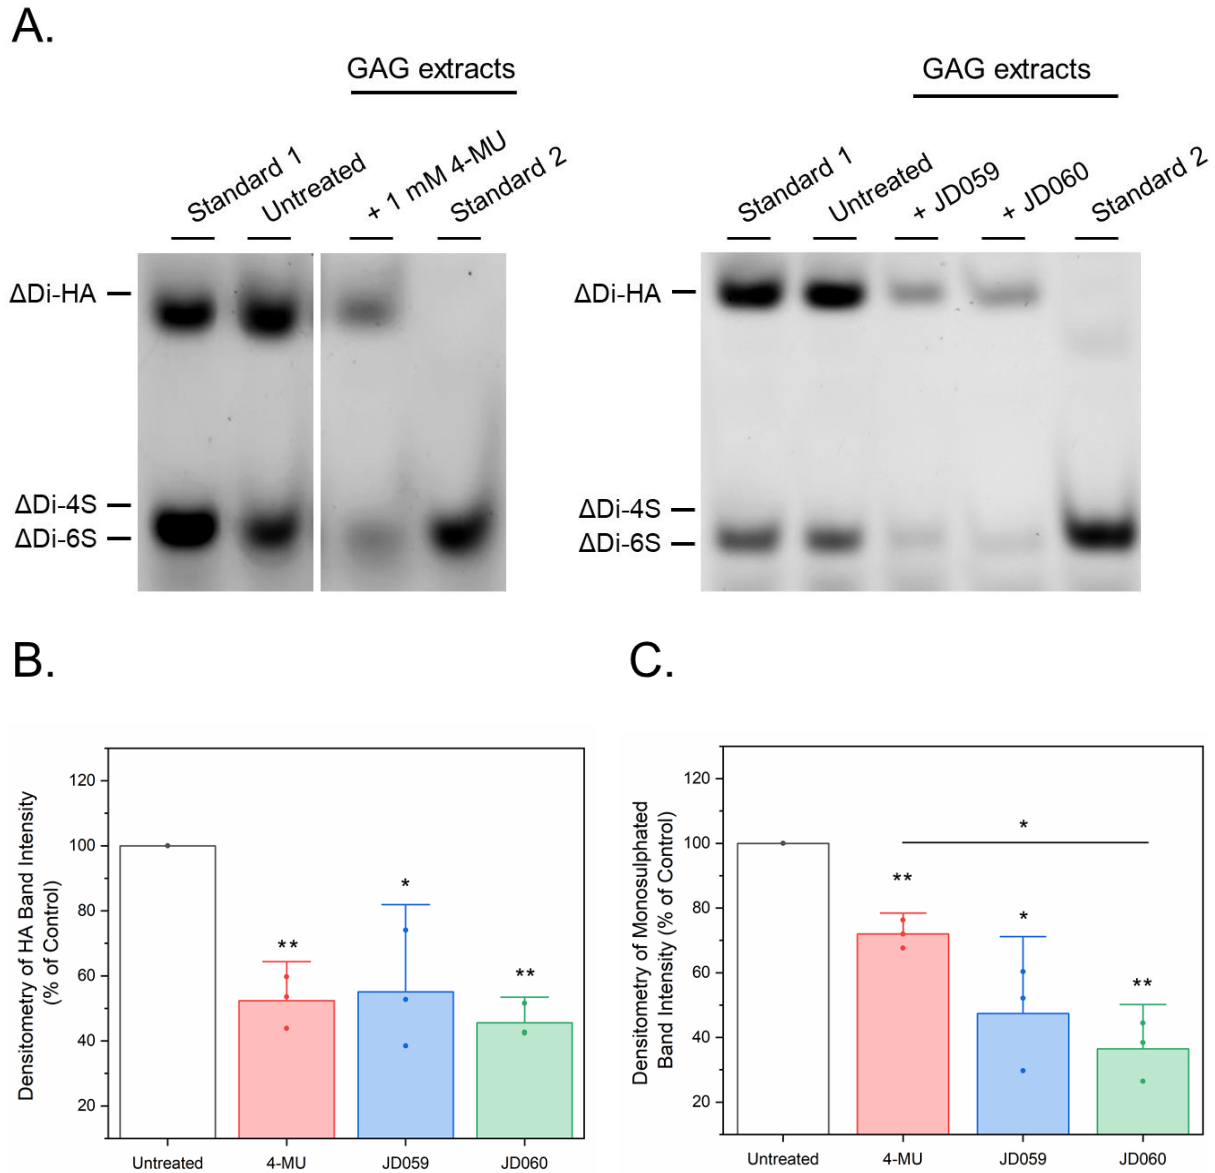 A.
GAG extracts
GAG extracts
Standard 1
Untreated
+ 1 mM 4-MU
Standard 2
Standard 1
Untreated
+ JD059
+ JD060
Standard 2
ΔDi-HA
ΔDi-HA
ΔDi-4S
ΔDi-6S
ΔDi-4S
ΔDi-6S
B.
Densitometry of HA Band Intensity
(% of Control)
120
100
80
60
40
20
**
*
**
Untreated
4-MU
JD059
JD060
C.
Densitometry of Monosulphated
Band Intensity (% of Control)
120
100
80
60
40
20
*
**
*
**
Untreated
4-MU
JD059
JD060